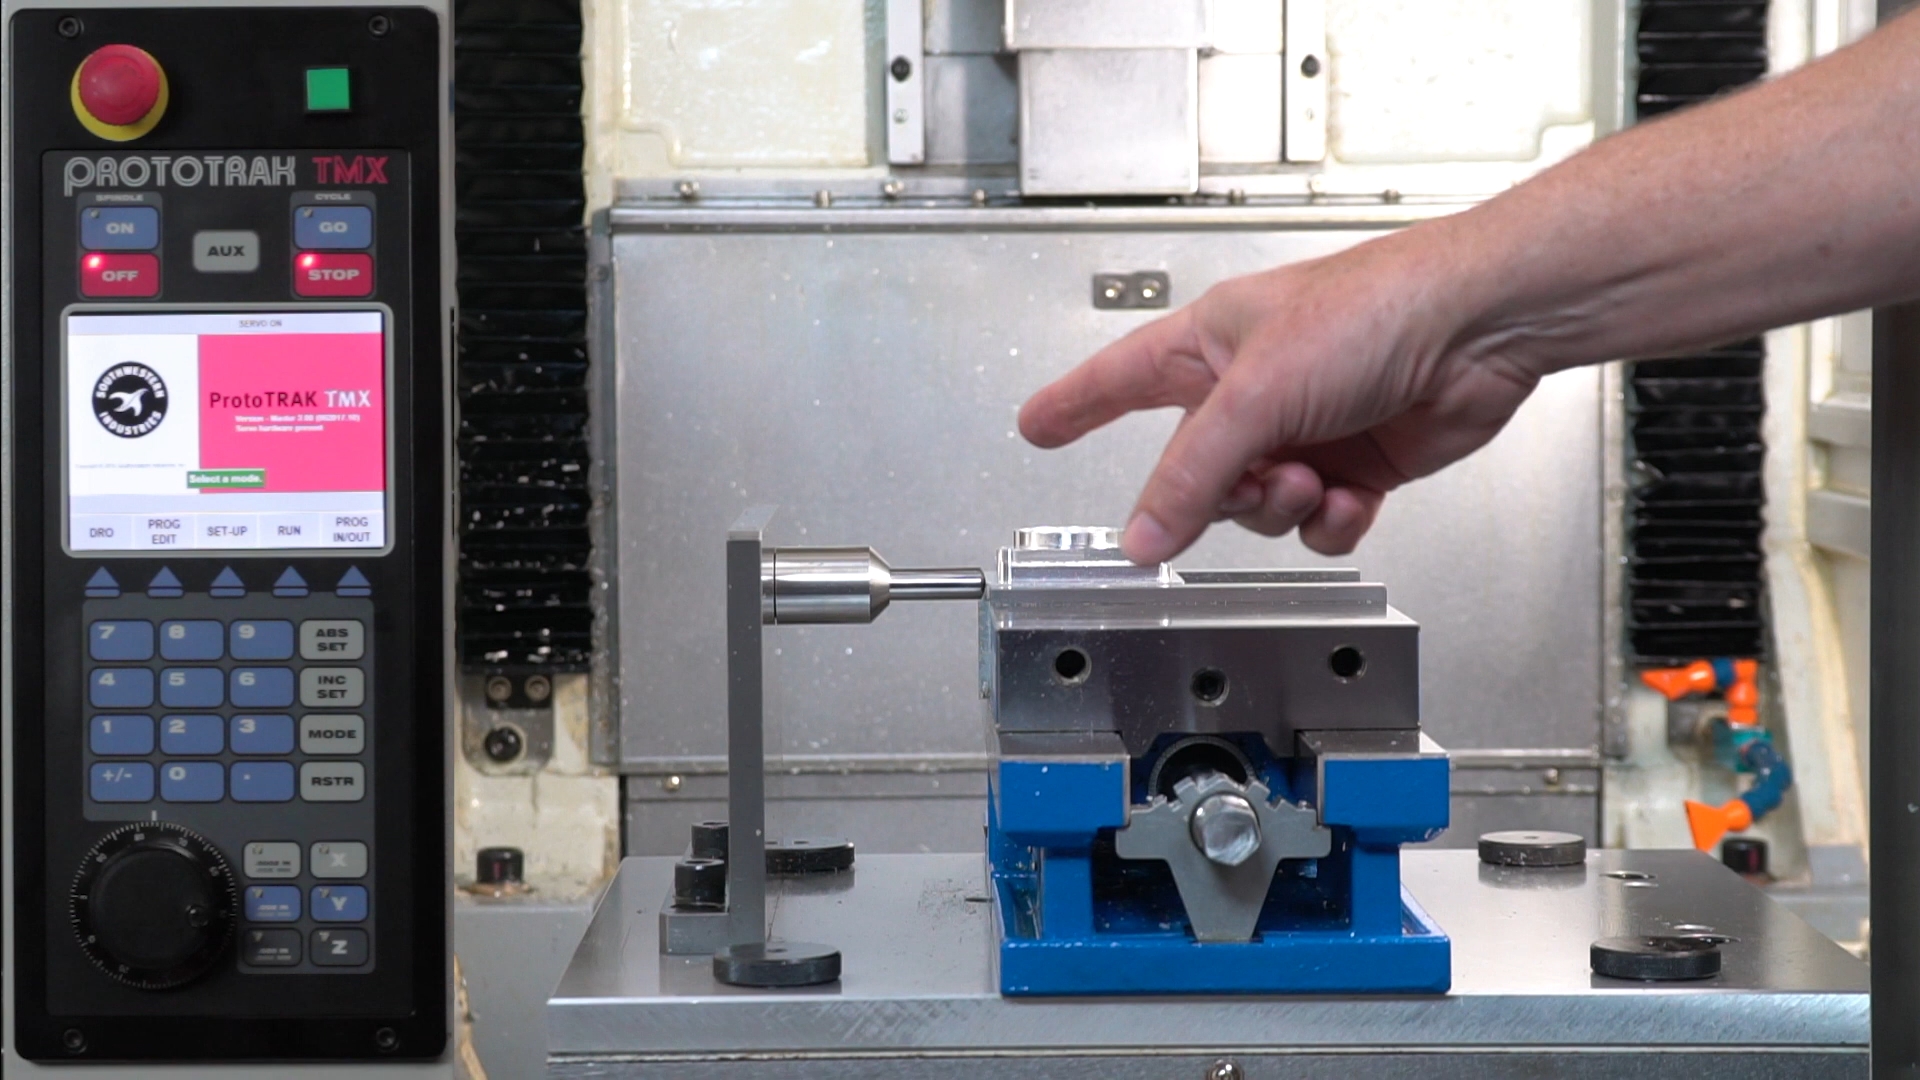 PROTOTRAK TMX
SPINDLE
CYCLE
ON
AUX
GO
OFF
STOP
SERVO ON
SOUTHWESTERN
INDUSTRIES
ProtoTRAK TMX
Select a mode.
DRO
PROG
EDIT
SET-UP
RUN
PROG
IN/OUT
7 8 9 ABS
SET
4 5 6 INC
SET
1 2 3 MODE
+/- 0 . RSTR
X
Y
Z